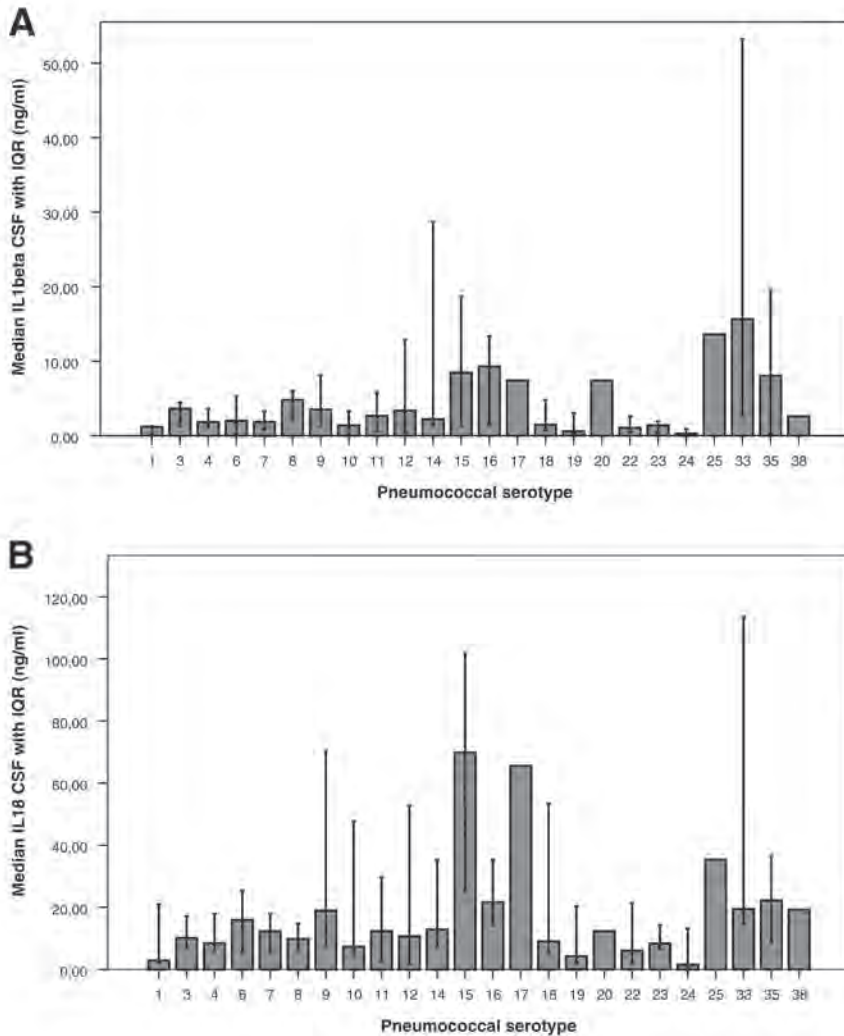 A
Median IL1beta CSF with IQR (ng/ml)
50,00
40,00
30,00
20,00
10,00
0,00
1 3 4 6 7 8 9 10 11 12 14 15 16 17 18 19 20 22 23 24 25 33 35 38
Pneumococcal serotype
B
Median IL18 CSF with IQR (ng/ml)
120,00
100,00
80,00
60,00
40,00
20,00
0,00
1 3 4 6 7 8 9 10 11 12 14 15 16 17 18 19 20 22 23 24 25 33 35 38
Pneumococcal serotype